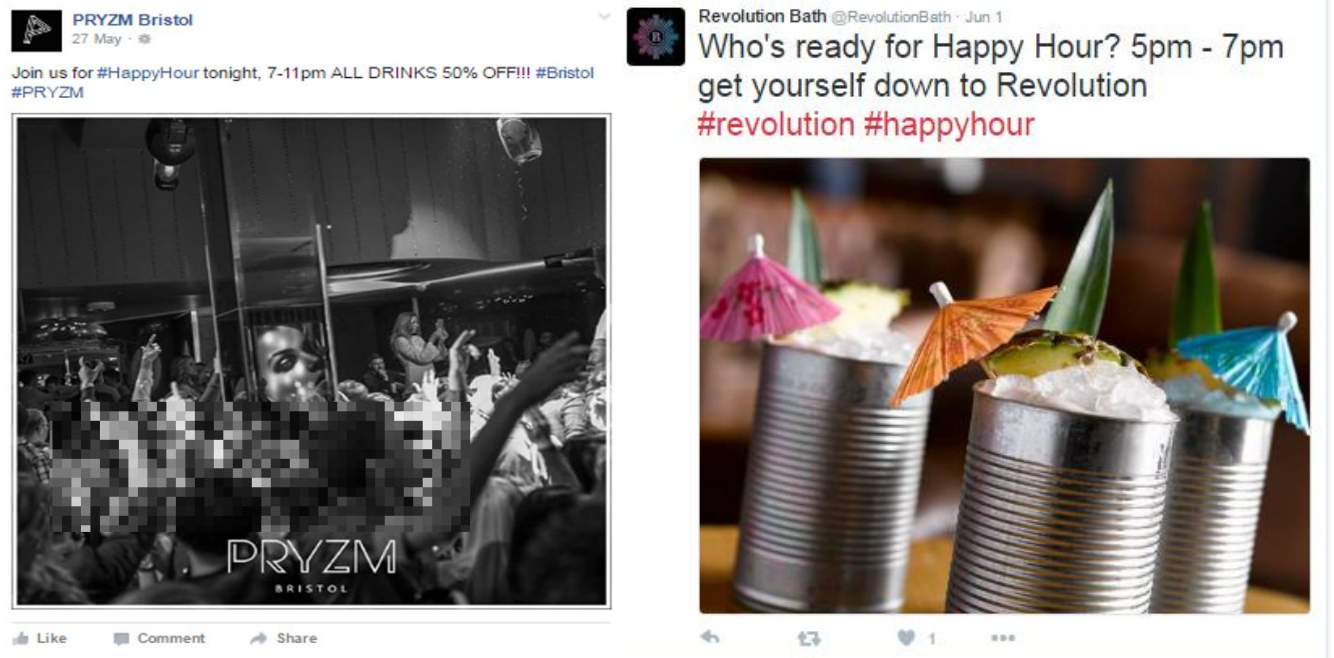 PRYZM Bristol
27 May ·
Join us for #HappyHour tonight, 7-11pm ALL DRINKS 50% OFF!!! #Bristol
#PRYZM
PRYZM
BRISTOL
Like Comment Share
Revolution Bath @RevolutionBath · Jun 1
Who's ready for Happy Hour? 5pm - 7pm
get yourself down to Revolution
#revolution #happyhour
1